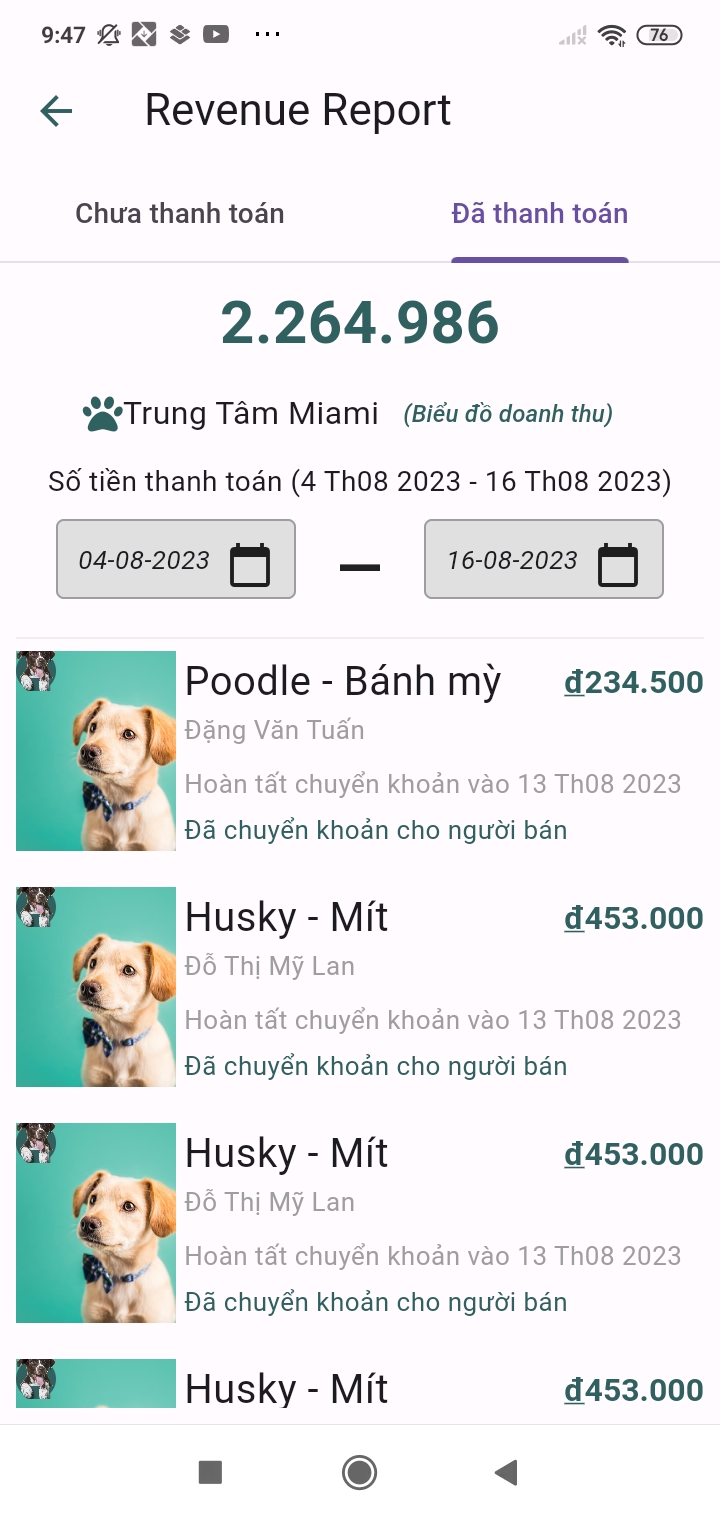 9:47
76
Revenue Report
Chưa thanh toán
Đã thanh toán
2.264.986
Trung Tâm Miami (Biểu đồ doanh thu)
Số tiền thanh toán (4 Th08 2023 - 16 Th08 2023)
04-08-2023
16-08-2023
Poodle - Bánh mỳ
đ234.500
Đặng Văn Tuấn
Hoàn tất chuyển khoản vào 13 Th08 2023
Đã chuyển khoản cho người bán
Husky - Mít
đ453.000
Đỗ Thị Mỹ Lan
Hoàn tất chuyển khoản vào 13 Th08 2023
Đã chuyển khoản cho người bán
Husky - Mít
đ453.000
Đỗ Thị Mỹ Lan
Hoàn tất chuyển khoản vào 13 Th08 2023
Đã chuyển khoản cho người bán
Husky - Mít
đ453.000